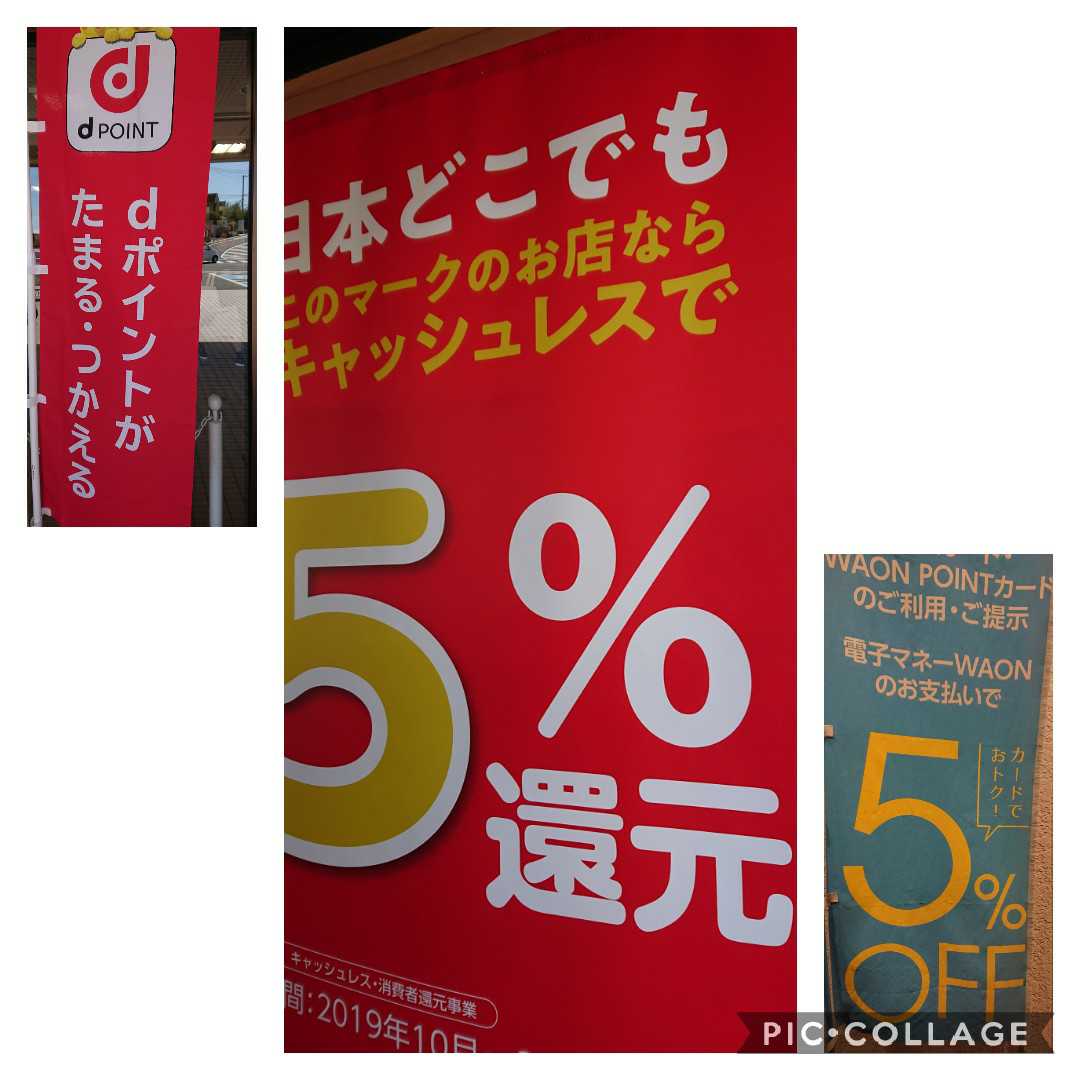 d POINT
dポイントが
たまる・つかえる
日本どこでも
このマークのお店なら
キャッシュレスで
5%
還元
キャッシュレス・消費者還元事業
間:2019年10月
WAON POINTカード
のご利用・ご提示
電子マネーWAON
のお支払いで
カードで
おトク!
5%
OFF
PIC•COLLAGE